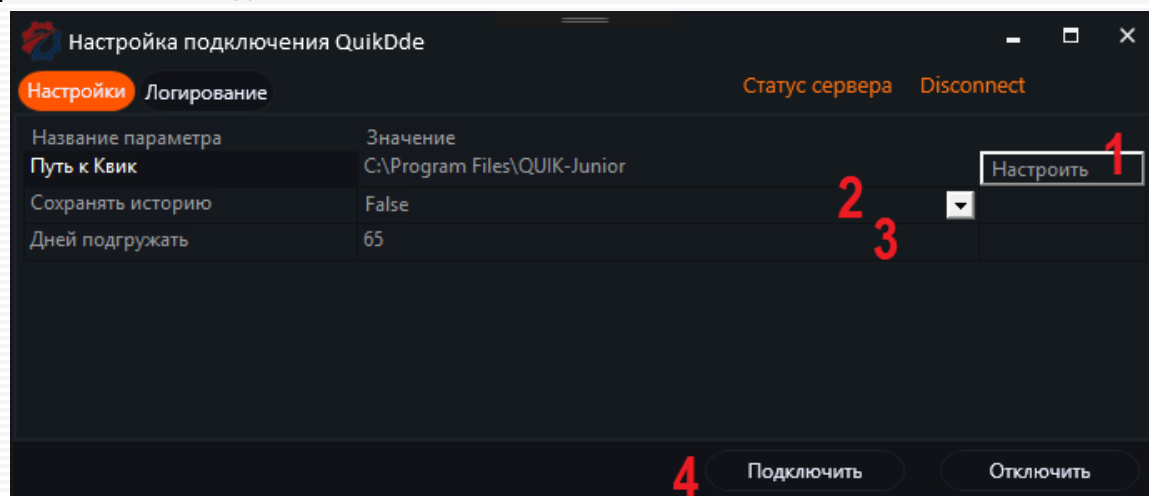 Настройка подключения QuikDde
Настройки Логирование Статус сервера Disconnect
Название параметра Значение
Путь к Квик C:\Program Files\QUIK-Junior Настроить 1
Сохранять историю False 2
Дней подгружать 65 3
4 Подключить Отключить